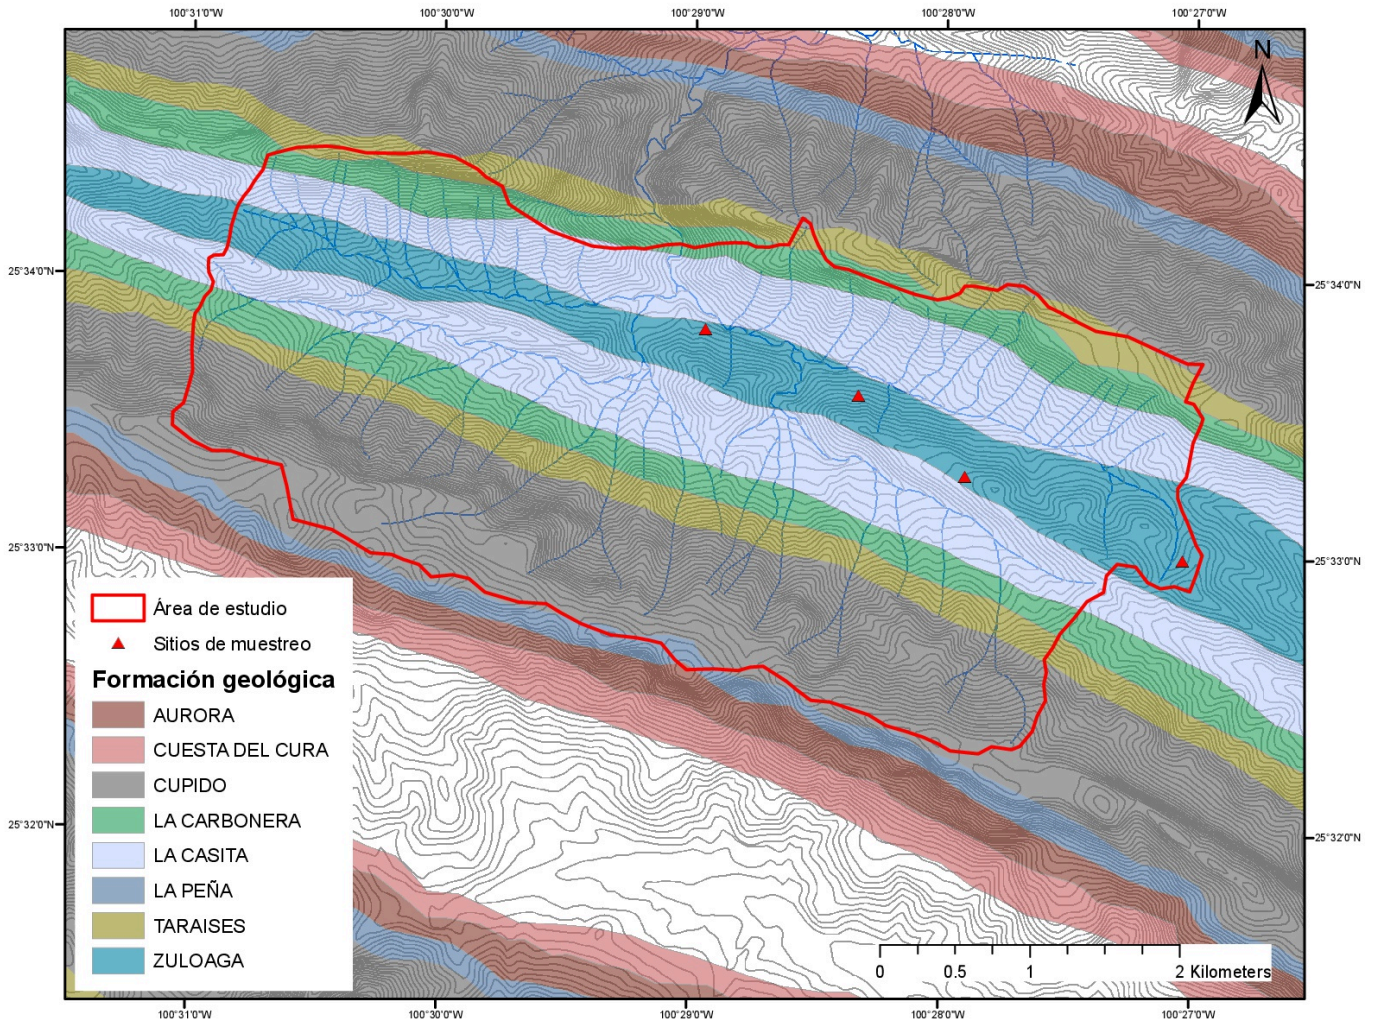 100°31'0"W 100°30'0"W 100°29'0"W 100°28'0"W 100°27'0"W
N
25°34'0"N 25°34'0"N
25°33'0"N 25°33'0"N
Área de estudio
Sitios de muestreo
Formación geológica
AURORA
CUESTA DEL CURA
CUPIDO
LA CARBONERA
LA CASITA
LA PEÑA
TARAISES
ZULOAGA
25°32'0"N 25°32'0"N
0 0.5 1 2 Kilometers
100°31'0"W 100°30'0"W 100°29'0"W 100°28'0"W 100°27'0"W